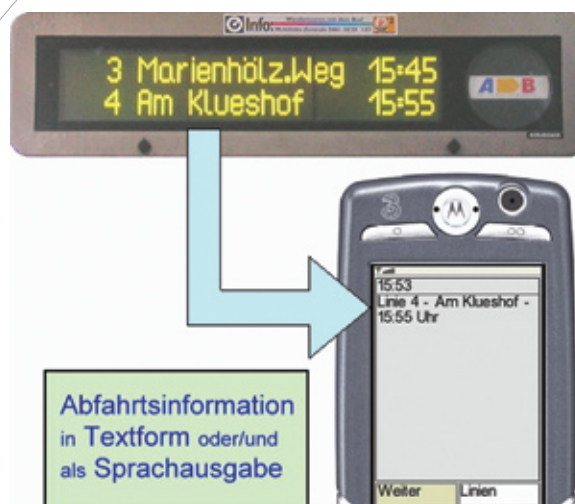 Info:
3 Marienhölz.Weg 15:45
4 Am Klueshof 15:55
A B
3
15:53
Linie 4 - Am Klueshof -
15:55 Uhr
Weiter Linien
Abfahrtsinformation
in Textform oder/und
als Sprachausgabe